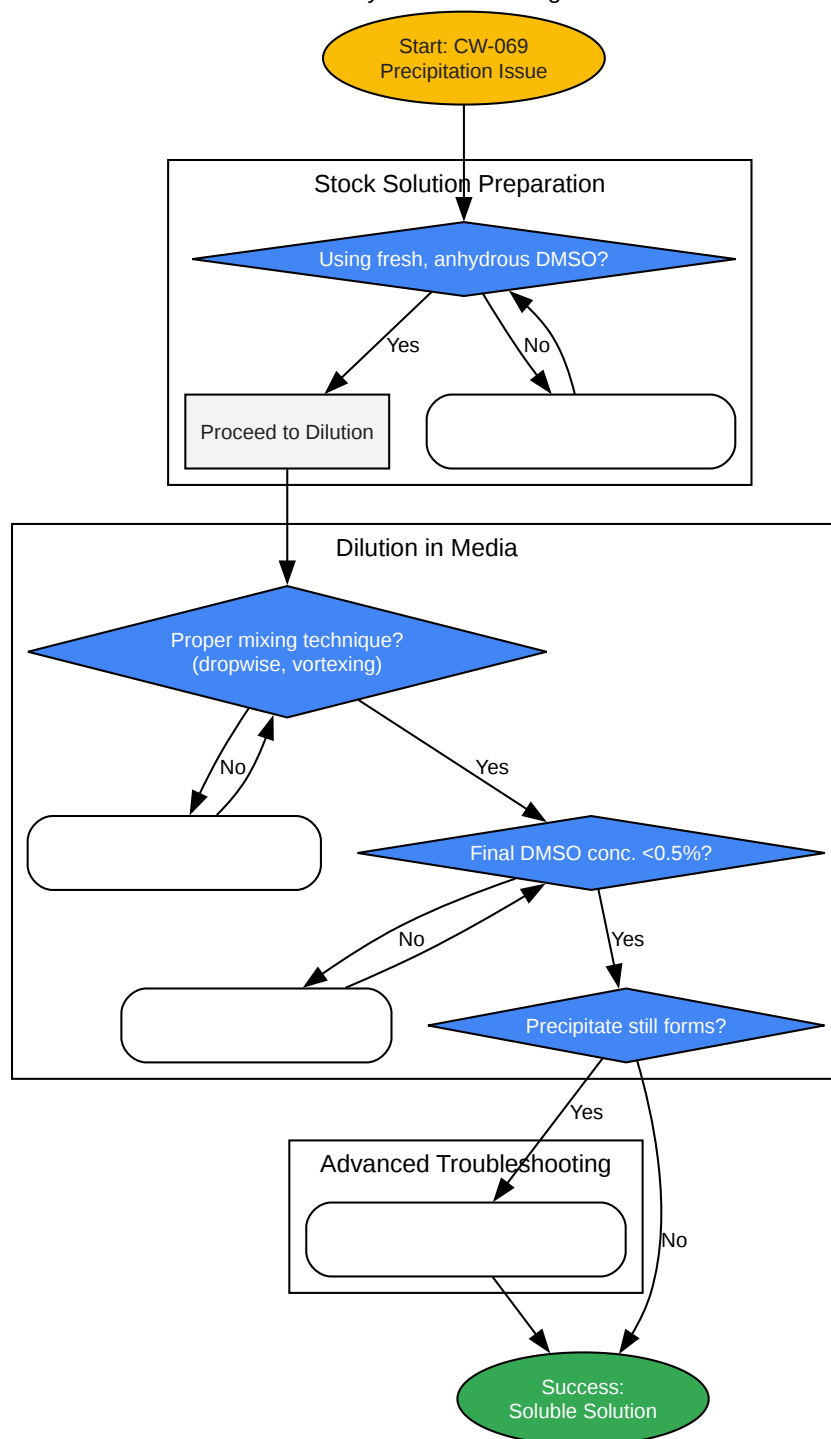 Start: CW-069
Precipitation Issue
Stock Solution Preparation
Using fresh, anhydrous DMSO?
Yes
No
Proceed to Dilution
Dilution in Media
Proper mixing technique?
(dropwise, vortexing)
No
Yes
Final DMSO conc. <0.5%?
No
Yes
Precipitate still forms?
Yes
Advanced Troubleshooting
No
Success:
Soluble Solution